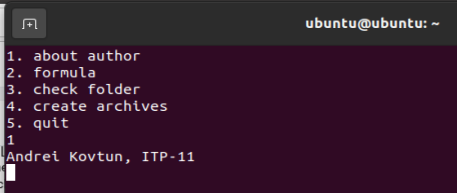 ubuntu@ubuntu: ~
1. about author
2. formula
3. check folder
4. create archives
5. quit
1
Andrei Kovtun, ITP-11